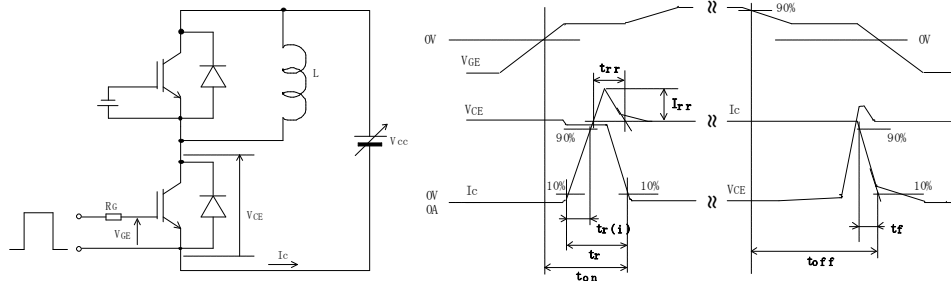 L
Vcc
RG
VGE
VCE
Ic
0V
VGE
trr
Irr
VCE
90%
Ic
10%
10%
0V
0A
tr(i)
tr
ton
90%
0V
Ic
90%
VCE
10%
tf
toff